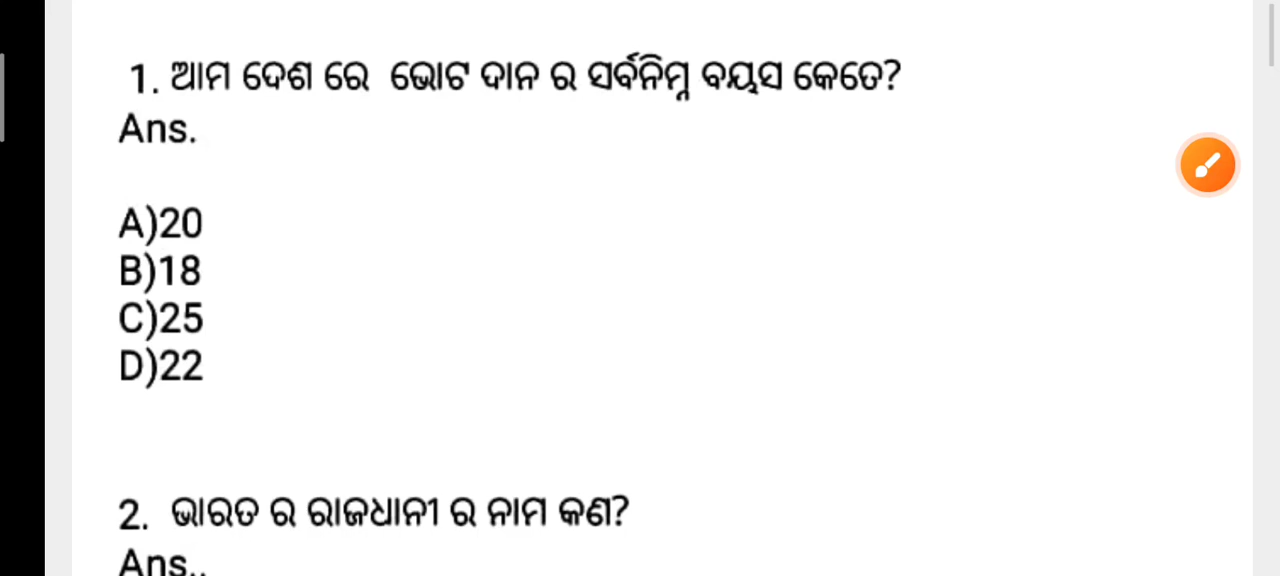 1. ଆମ ଦେଶ ରେ ଭୋଟ ଦାନ ର ସର୍ବନିମ୍ନ ବୟସ କେତେ?
Ans.
A)20
B)18
C)25
D)22
2. ଭାରତ ର ରାଜଧାନୀ ର ନାମ କଣ?
Ans..